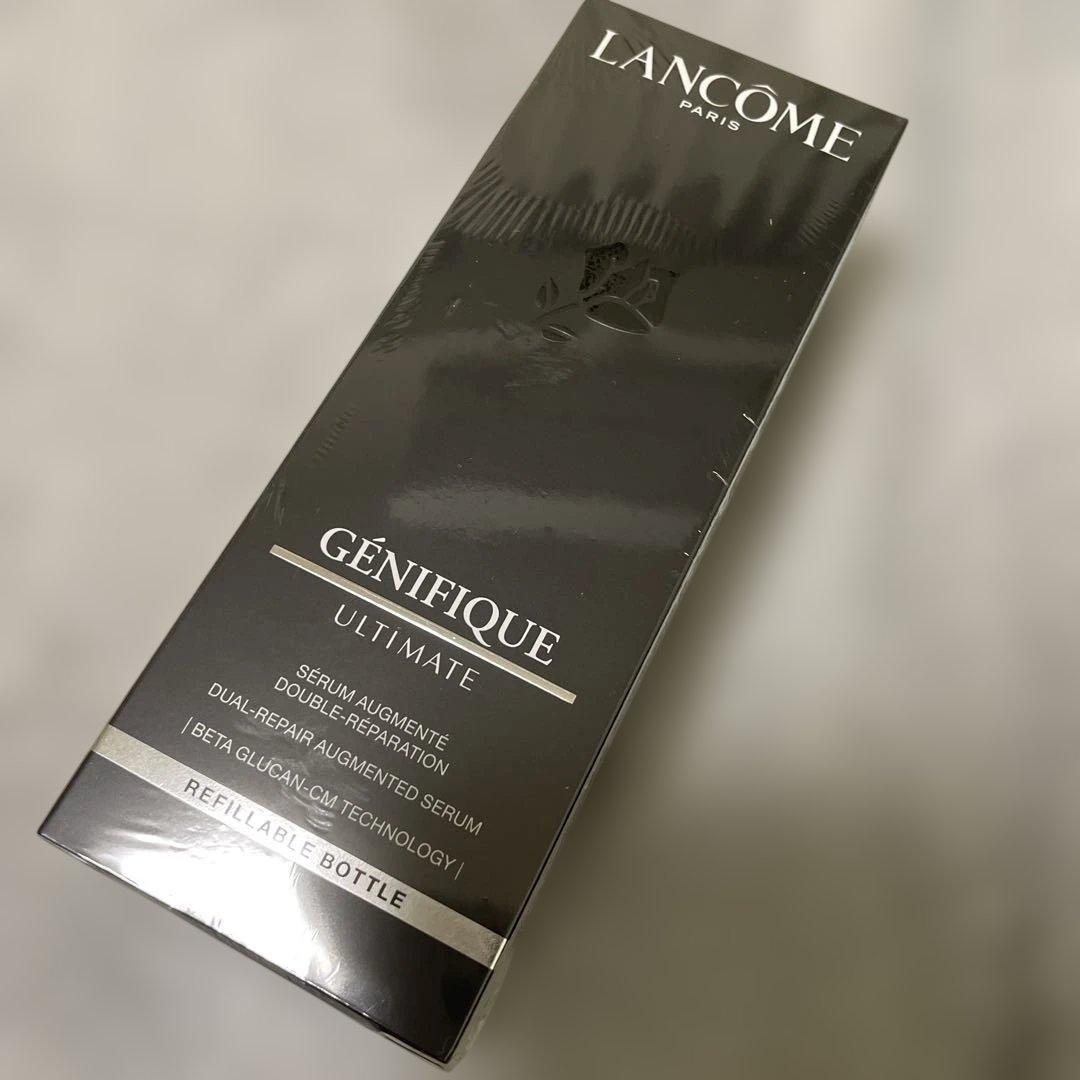 LANCÔME
PARIS
GÉNIFIQUE
ULTIMATE
SÉRUM AUGMENTÉ
DOUBLE-RÉPARATION
DUAL-REPAIR AUGMENTED SERUM
| BETA GLUCAN-CM TECHNOLOGY |
REFILLABLE BOTTLE